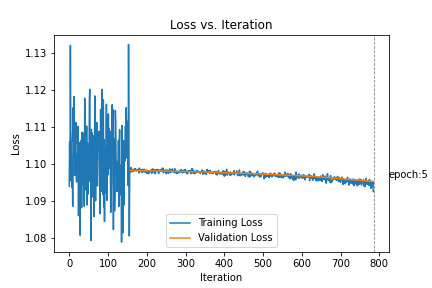 Loss vs. Iteration
Loss
1.13
1.12
1.11
1.10
1.09
1.08
epoch:5
Training Loss
Validation Loss
0 100 200 300 400 500 600 700 800
Iteration